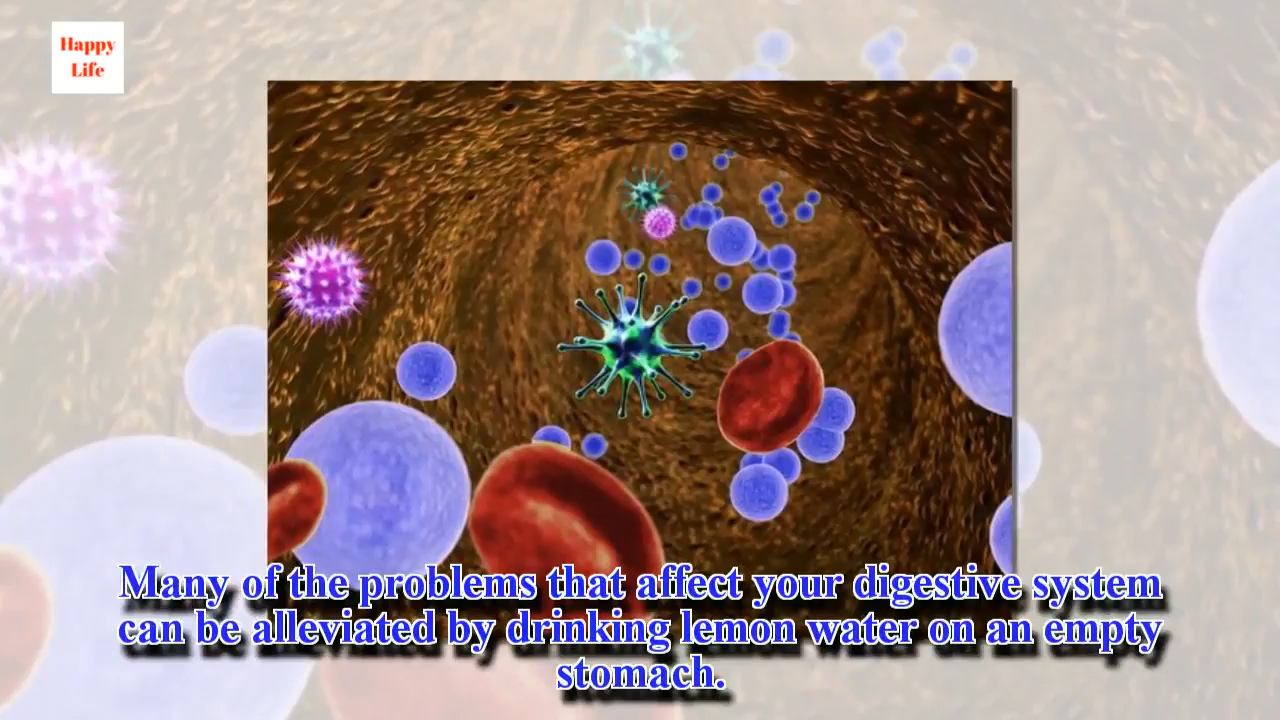 Happy
Life
Many of the problems that affect your digestive system
can be alleviated by drinking lemon water on an empty
stomach.